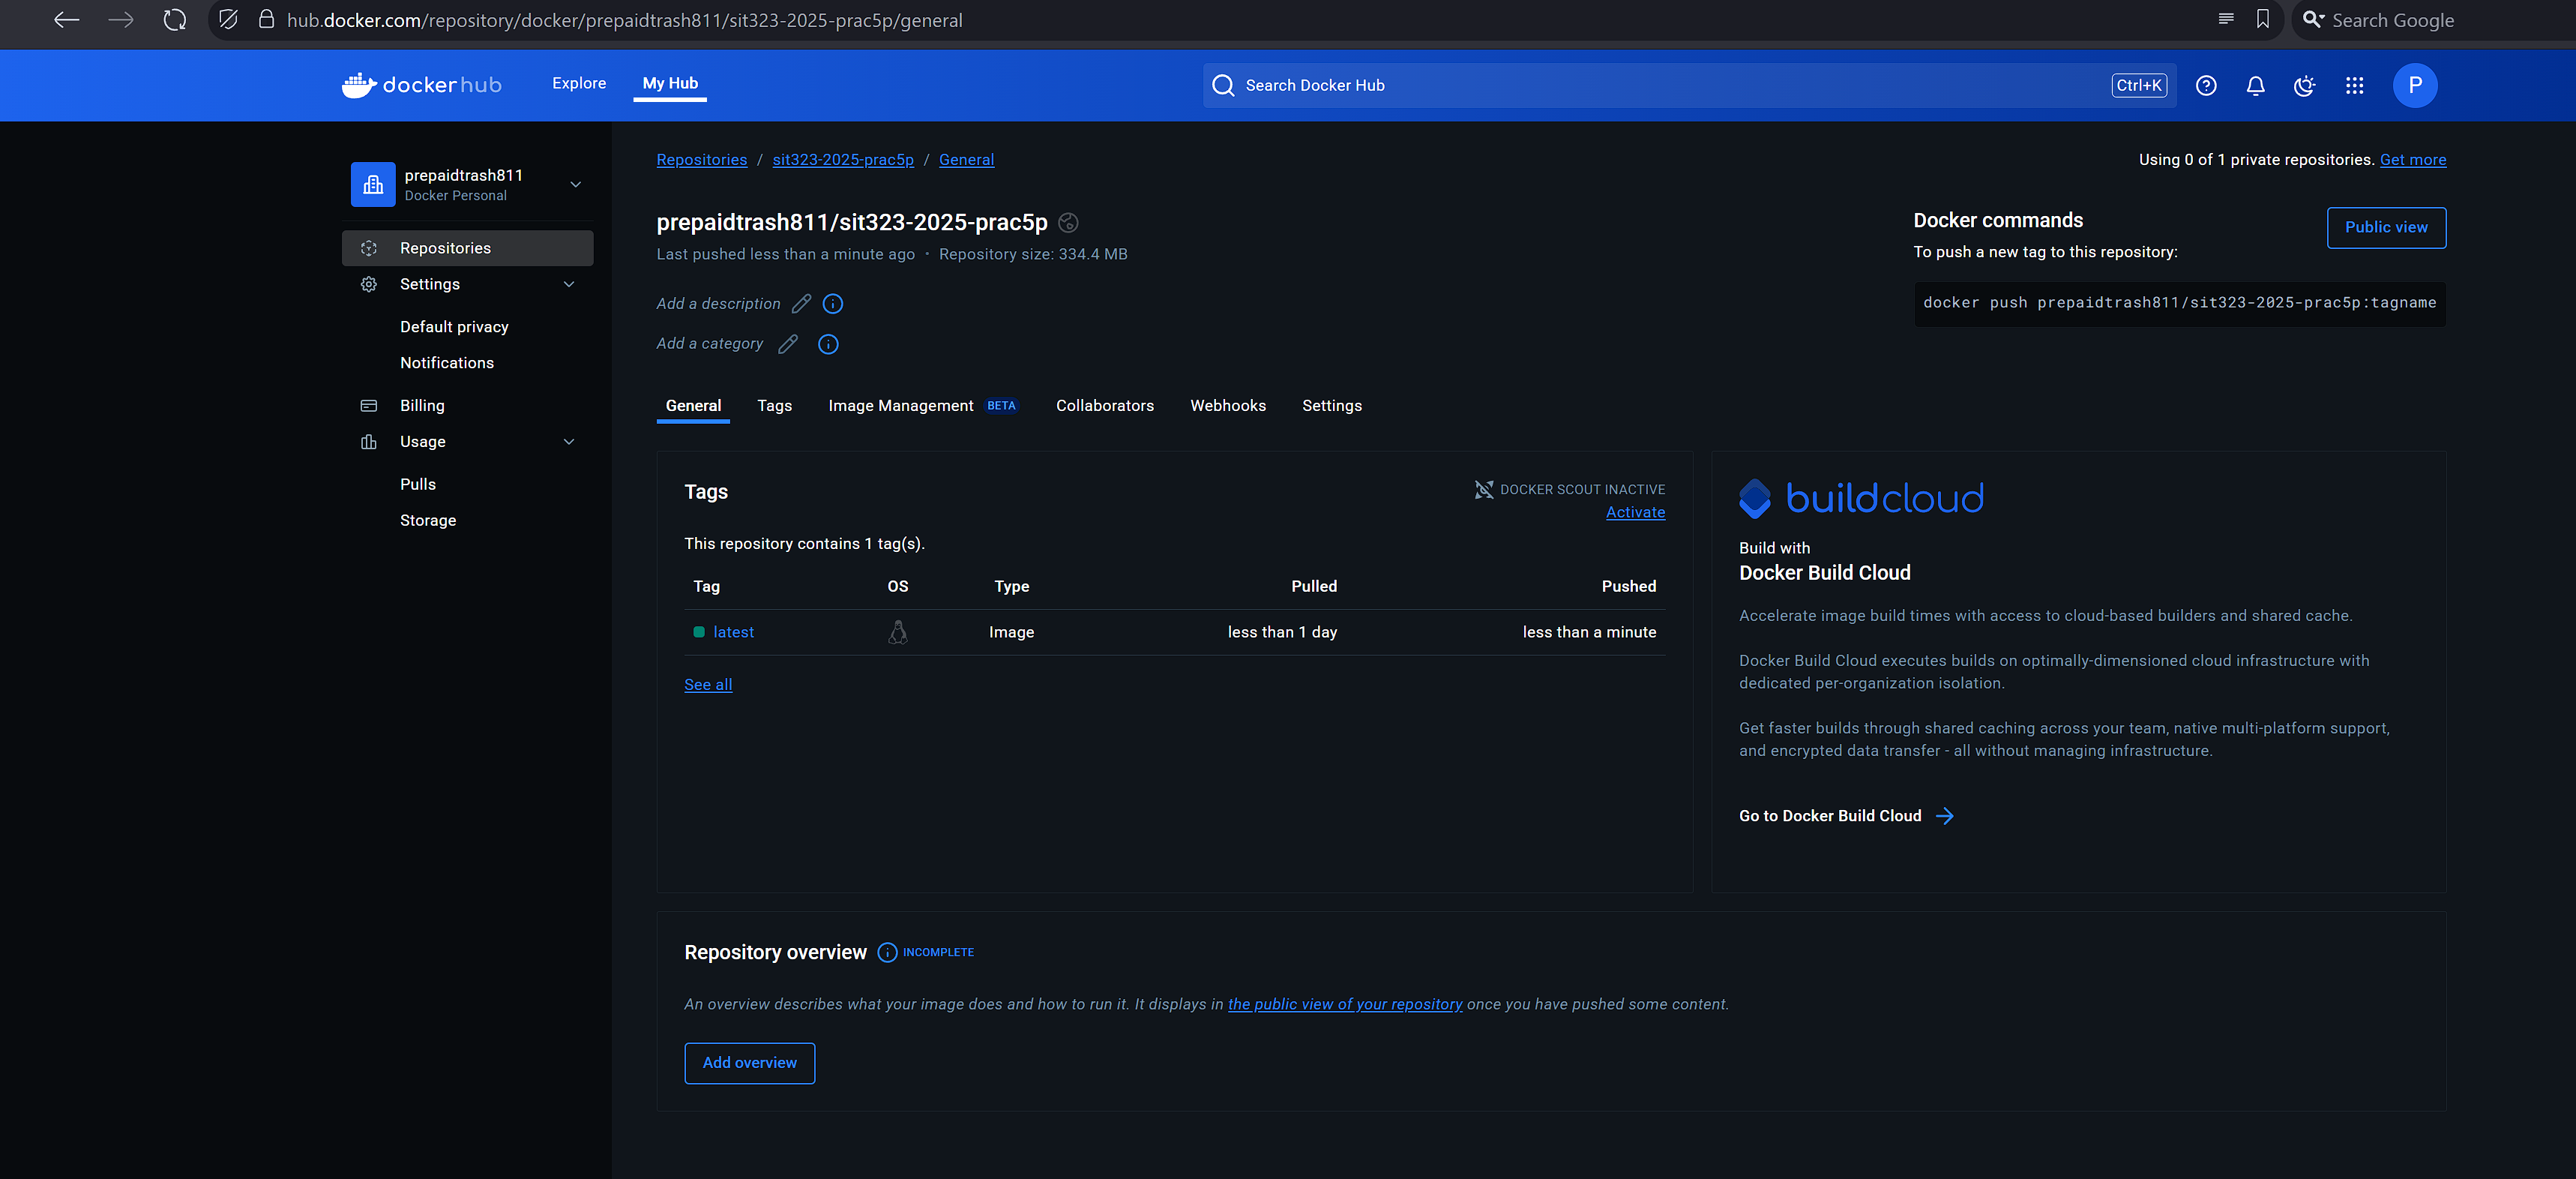 hub.docker.com/repository/docker/prepaidtrash811/sit323-2025-prac5p/general
Search Google
dockerhub
Explore
My Hub
Search Docker Hub
Ctrl+K
P
prepaidtrash811
Docker Personal
Repositories
Settings
Default privacy
Notifications
Billing
Usage
Pulls
Storage
Repositories / sit323-2025-prac5p / General
Using 0 of 1 private repositories. Get more
prepaidtrash811/sit323-2025-prac5p
Last pushed less than a minute ago · Repository size: 334.4 MB
Add a description
Add a category
Docker commands
Public view
To push a new tag to this repository:
docker push prepaidtrash811/sit323-2025-prac5p:tagname
General
Tags
Image Management BETA
Collaborators
Webhooks
Settings
Tags
DOCKER SCOUT INACTIVE
Activate
This repository contains 1 tag(s).
Tag OS Type Pulled Pushed
latest Image less than 1 day less than a minute
See all
buildcloud
Build with
Docker Build Cloud
Accelerate image build times with access to cloud-based builders and shared cache.
Docker Build Cloud executes builds on optimally-dimensioned cloud infrastructure with
dedicated per-organization isolation.
Get faster builds through shared caching across your team, native multi-platform support,
and encrypted data transfer - all without managing infrastructure.
Go to Docker Build Cloud
Repository overview INCOMPLETE
An overview describes what your image does and how to run it. It displays in the public view of your repository once you have pushed some content.
Add overview